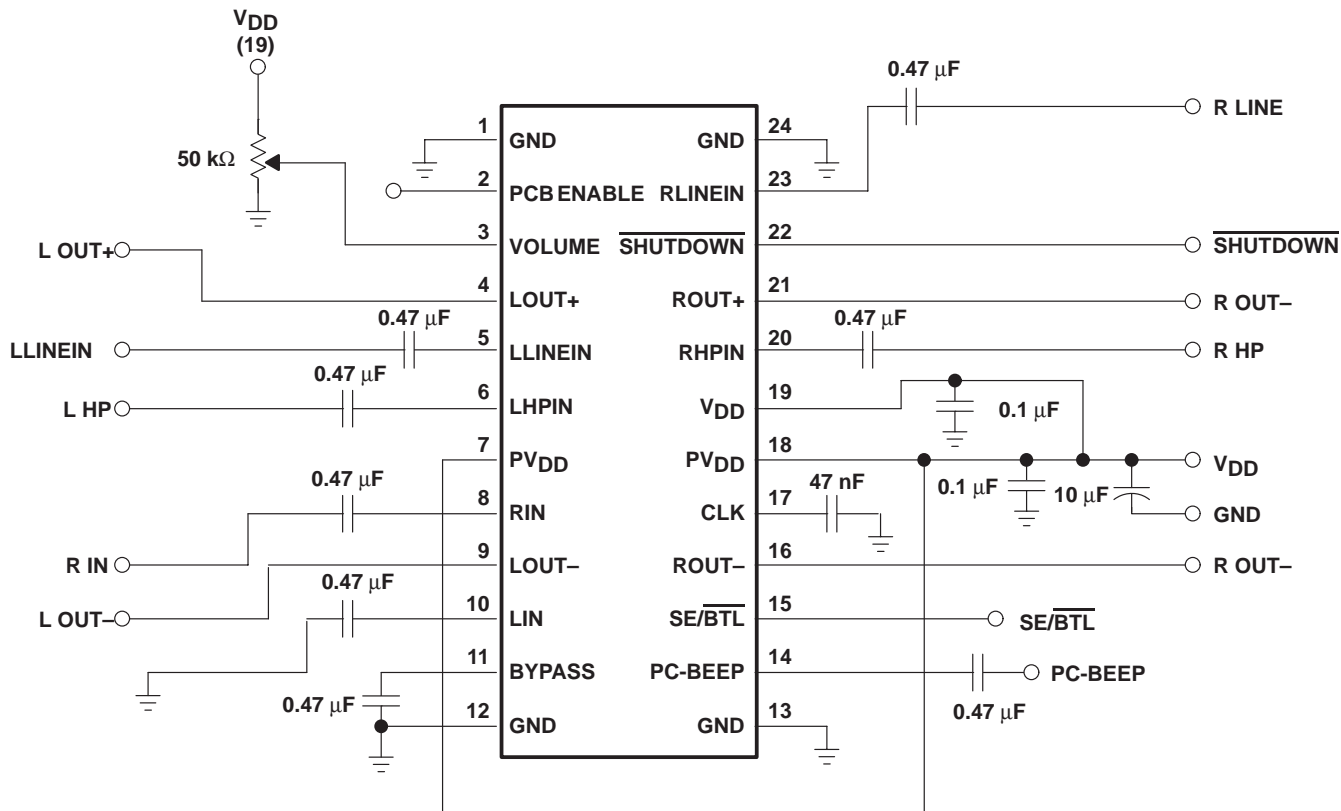 VDD
(19)
50 kΩ
L OUT+
LLINEIN
0.47 μF
L HP
0.47 μF
0.47 μF
R IN
L OUT–
0.47 μF
0.47 μF
1
GND
2
PCB ENABLE
3
VOLUME
4
LOUT+
5
LLINEIN
6
LHPIN
7
PVDD
8
RIN
9
LOUT–
10
LIN
11
BYPASS
12
GND
GND
24
RLINEIN
23
SHUTDOWN
22
ROUT+
21
RHPIN
20
VDD
19
PVDD
18
CLK
17
ROUT–
16
SE/BTL
15
PC-BEEP
14
GND
13
0.47 μF
R LINE
SHUTDOWN
R OUT–
0.47 μF
R HP
0.1 μF
VDD
0.1 μF
10 μF
GND
47 nF
R OUT–
SE/BTL
PC-BEEP
0.47 μF